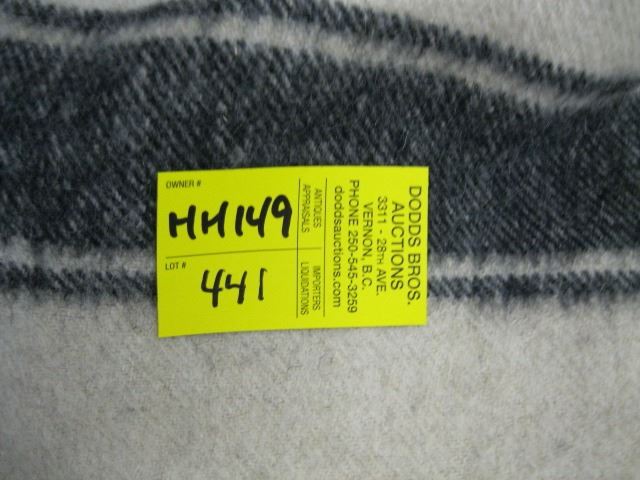 OWNER #
HH149
LOT #
441
ANTIQUES
APPRAISALS
IMPORTERS
LIQUIDATIONS
DODDS BROS.
AUCTIONS
3311 - 28TH AVE.
VERNON, B.C.
PHONE 250-545-3259
doddsauctions.com